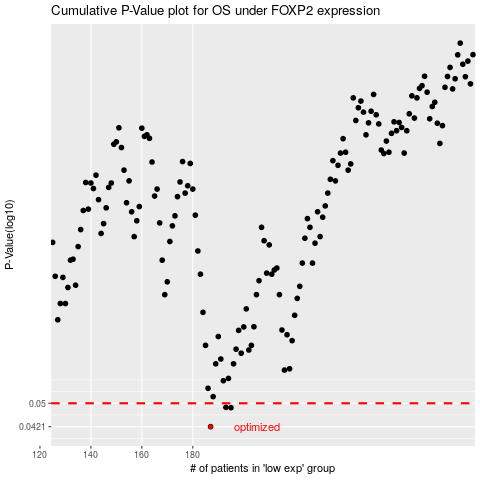 Cumulative P-Value plot for OS under FOXP2 expression
P-Value(log10)
0.05
0.0421
optimized
120 140 160 180
# of patients in 'low exp' group